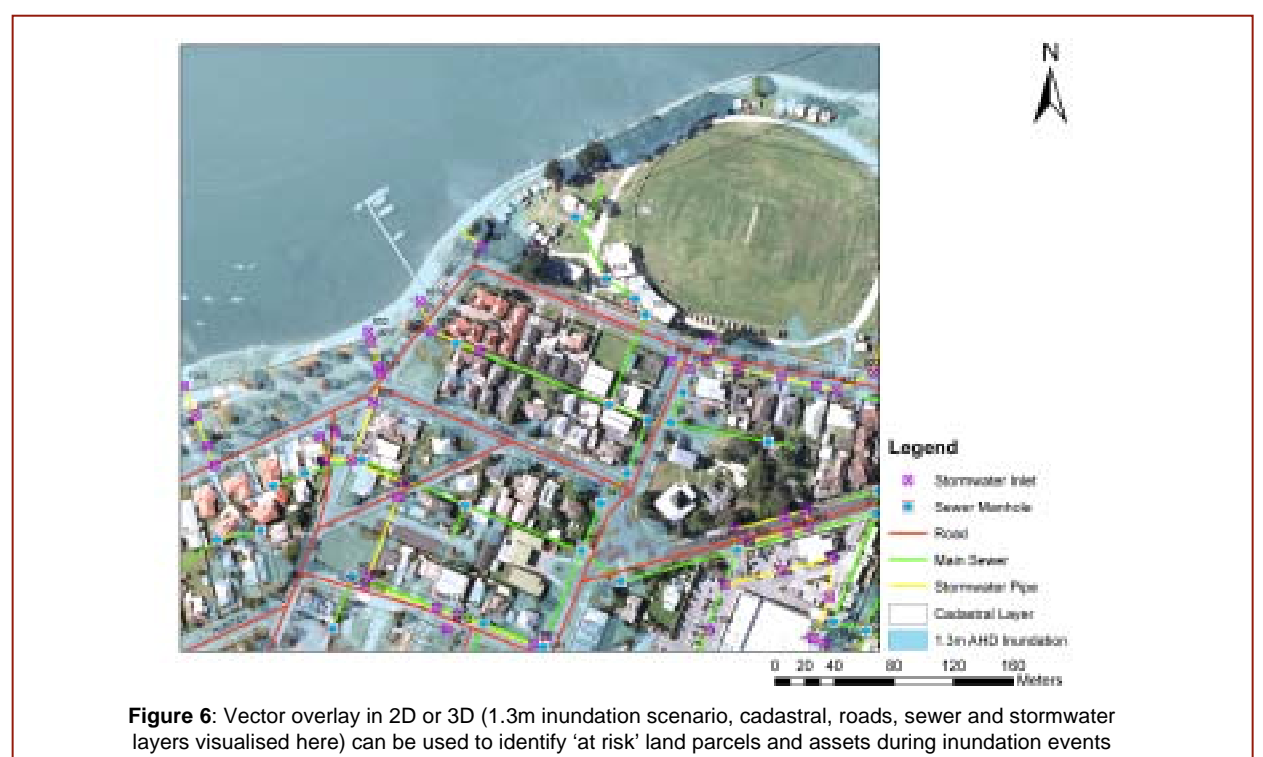 N
Legend
Stormwater Inlet
Sewer Manhole
Road
Main Sewer
Stormwater Pipe
Cadastral Layer
1.3m AHD Inundation
0 20 40 80 120 160
Meters
Figure 6: Vector overlay in 2D or 3D (1.3m inundation scenario, cadastral, roads, sewer and stormwater
layers visualised here) can be used to identify ‘at risk’ land parcels and assets during inundation events